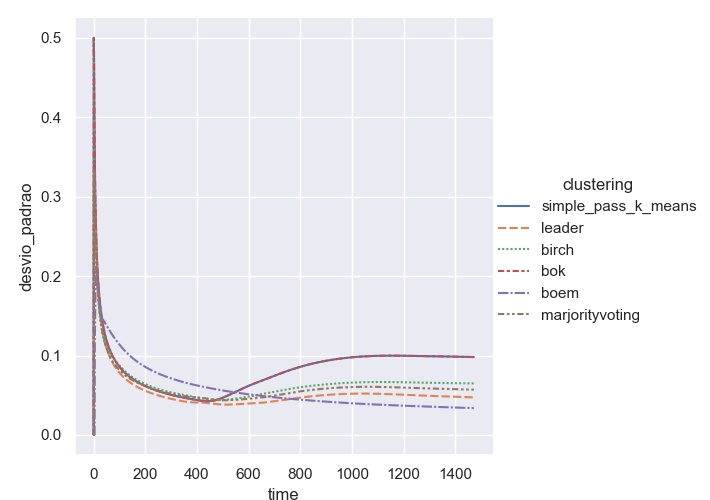 0.5
0.4
0.3
0.2
0.1
0.0
desvio_padrao
0 200 400 600 800 1000 1200 1400
time
clustering
simple_pass_k_means
leader
birch
bok
boem
marjorityvoting